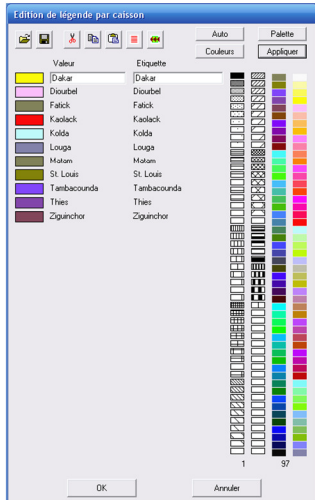 Edition de légende par caisson
Auto Palette
Couleurs Appliquer
Valeur Etiquette
Dakar Dakar
Diourbel Diourbel
Fatick Fatick
Kaolack Kaolack
Kolda Kolda
Louga Louga
Matam Matam
St. Louis St. Louis
Tambacounda Tambacounda
Thies Thies
Ziguinchor Ziguinchor
1 97
OK Annuler